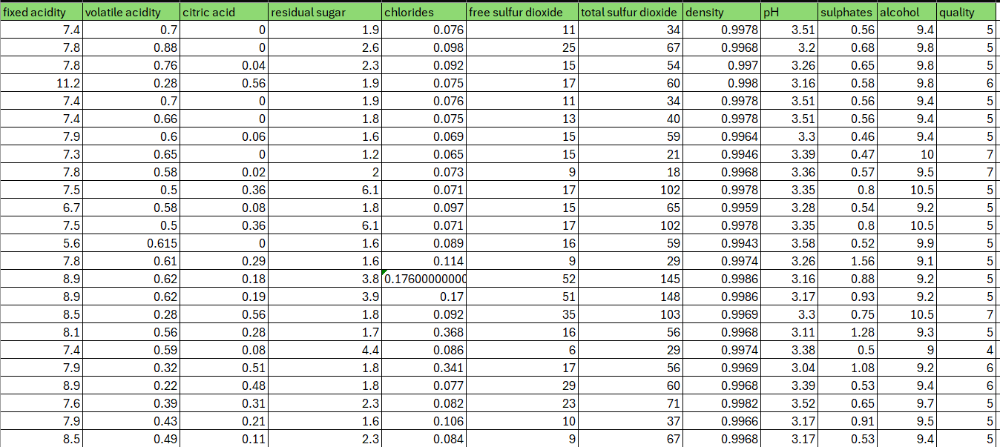 fixed acidity volatile acidity citric acid residual sugar chlorides free sulfur dioxide total sulfur dioxide density pH sulphates alcohol quality
7.4 0.7 0 1.9 0.076 11 34 0.9978 3.51 0.56 9.4 5
7.8 0.88 0 2.6 0.098 25 67 0.9968 3.2 0.68 9.8 5
7.8 0.76 0.04 2.3 0.092 15 54 0.997 3.26 0.65 9.8 5
11.2 0.28 0.56 1.9 0.075 17 60 0.998 3.16 0.58 9.8 6
7.4 0.7 0 1.9 0.076 11 34 0.9978 3.51 0.56 9.4 5
7.4 0.66 0 1.8 0.075 13 40 0.9978 3.51 0.56 9.4 5
7.9 0.6 0.06 1.6 0.069 15 59 0.9964 3.3 0.46 9.4 5
7.3 0.65 0 1.2 0.065 15 21 0.9946 3.39 0.47 10 7
7.8 0.58 0.02 2 0.073 9 18 0.9968 3.36 0.57 9.5 7
7.5 0.5 0.36 6.1 0.071 17 102 0.9978 3.35 0.8 10.5 5
6.7 0.58 0.08 1.8 0.097 15 65 0.9959 3.28 0.54 9.2 5
7.5 0.5 0.36 6.1 0.071 17 102 0.9978 3.35 0.8 10.5 5
5.6 0.615 0 1.6 0.089 16 59 0.9943 3.58 0.52 9.9 5
7.8 0.61 0.29 1.6 0.114 9 29 0.9974 3.26 1.56 9.1 5
8.9 0.62 0.18 3.8 0.17600000000 52 145 0.9986 3.16 0.88 9.2 5
8.9 0.62 0.19 3.9 0.17 51 148 0.9986 3.17 0.93 9.2 5
8.5 0.28 0.56 1.8 0.092 35 103 0.9969 3.3 0.75 10.5 7
8.1 0.56 0.28 1.7 0.368 16 56 0.9968 3.11 1.28 9.3 5
7.4 0.59 0.08 4.4 0.086 6 29 0.9974 3.38 0.5 9 4
7.9 0.32 0.51 1.8 0.341 17 56 0.9969 3.04 1.08 9.2 6
8.9 0.22 0.48 1.8 0.077 29 60 0.9968 3.39 0.53 9.4 6
7.6 0.39 0.31 2.3 0.082 23 71 0.9982 3.52 0.65 9.7 5
7.9 0.43 0.21 1.6 0.106 10 37 0.9966 3.17 0.91 9.5 5
8.5 0.49 0.11 2.3 0.084 9 67 0.9968 3.17 0.53 9.4 5